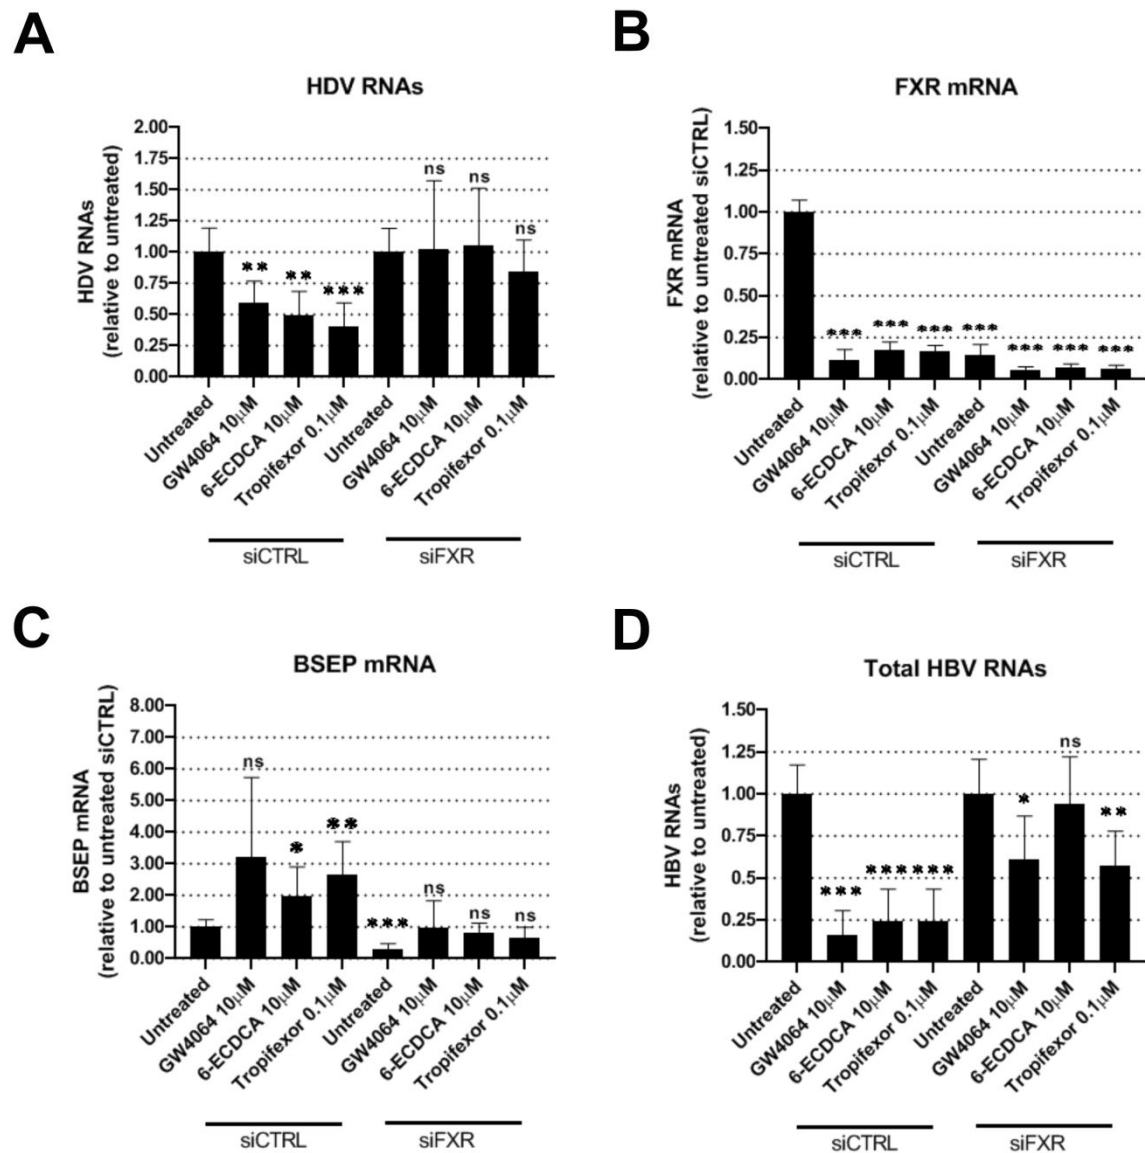 A
HDV RNAs
HDV RNAs
(relative to untreated)
2.00
1.75
1.50
1.25
1.00
0.75
0.50
0.25
0.00
ns
ns
ns
**
**
***
Untreated
GW4064 10μM
6-ECDCA 10μM
Tropifexor 0.1μM
Untreated
GW4064 10μM
6-ECDCA 10μM
Tropifexor 0.1μM
siCTRL
siFXR
B
FXR mRNA
FXR mRNA
(relative to untreated siCTRL)
1.50
1.25
1.00
0.75
0.50
0.25
0.00
***
***
***
***
***
***
***
Untreated
GW4064 10μM
6-ECDCA 10μM
Tropifexor 0.1μM
Untreated
GW4064 10μM
6-ECDCA 10μM
Tropifexor 0.1μM
siCTRL
siFXR
C
BSEP mRNA
BSEP mRNA
(relative to untreated siCTRL)
8.00
7.00
6.00
5.00
4.00
3.00
2.00
1.00
0.00
ns
*
**
***
ns
ns
ns
Untreated
GW4064 10μM
6-ECDCA 10μM
Tropifexor 0.1μM
Untreated
GW4064 10μM
6-ECDCA 10μM
Tropifexor 0.1μM
siCTRL
siFXR
D
Total HBV RNAs
HBV RNAs
(relative to untreated)
1.50
1.25
1.00
0.75
0.5
0.25
0.00
***
***
***
*
ns
**
Untreated
GW4064 10μM
6-ECDCA 10μM
Tropifexor 0.1μM
Untreated
GW4064 10μM
6-ECDCA 10μM
Tropifexor 0.1μM
siCTRL
siFXR